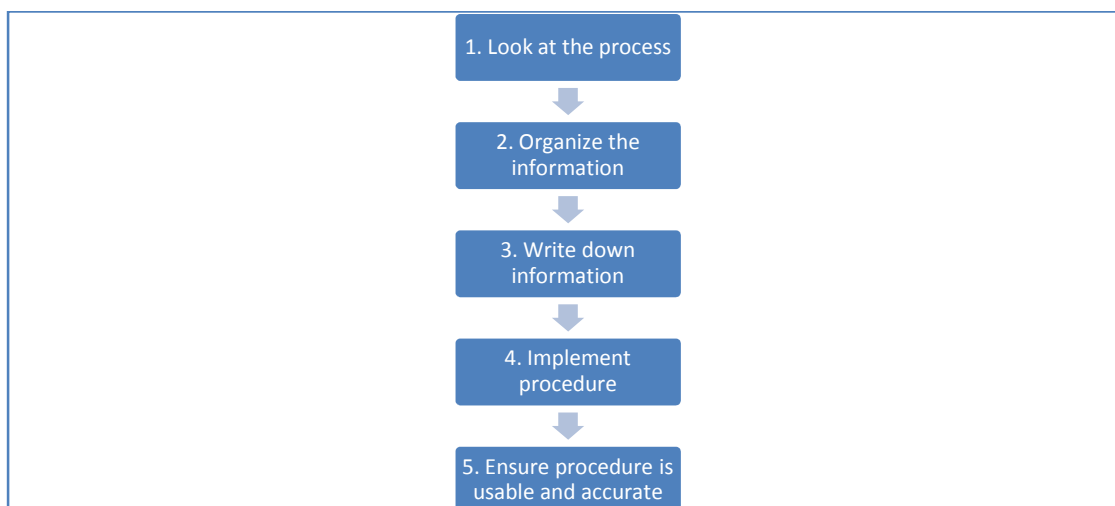 1. Look at the process
2. Organize the
information
3. Write down
information
4. Implement
procedure
5. Ensure procedure is
usable and accurate